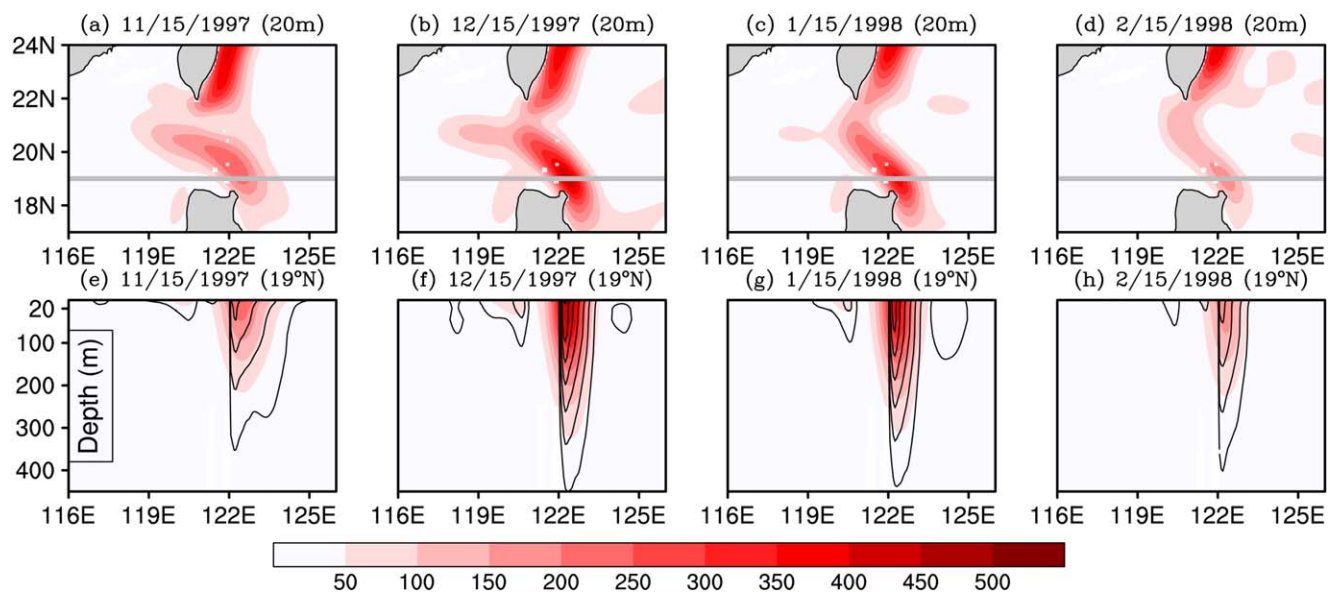 (a) 11/15/1997 (20m) (b) 12/15/1997 (20m) (c) 1/15/1998 (20m) (d) 2/15/1998 (20m)
24N
22N
20N
18N
116E 119E 122E 125E 116E 119E 122E 125E 116E 119E 122E 125E 116E 119E 122E 125E
(e) 11/15/1997 (19°N) (f) 12/15/1997 (19°N) (g) 1/15/1998 (19°N) (h) 2/15/1998 (19°N)
20
100
200
300
400
Depth (m)
116E 119E 122E 125E 116E 119E 122E 125E 116E 119E 122E 125E 116E 119E 122E 125E
50 100 150 200 250 300 350 400 450 500